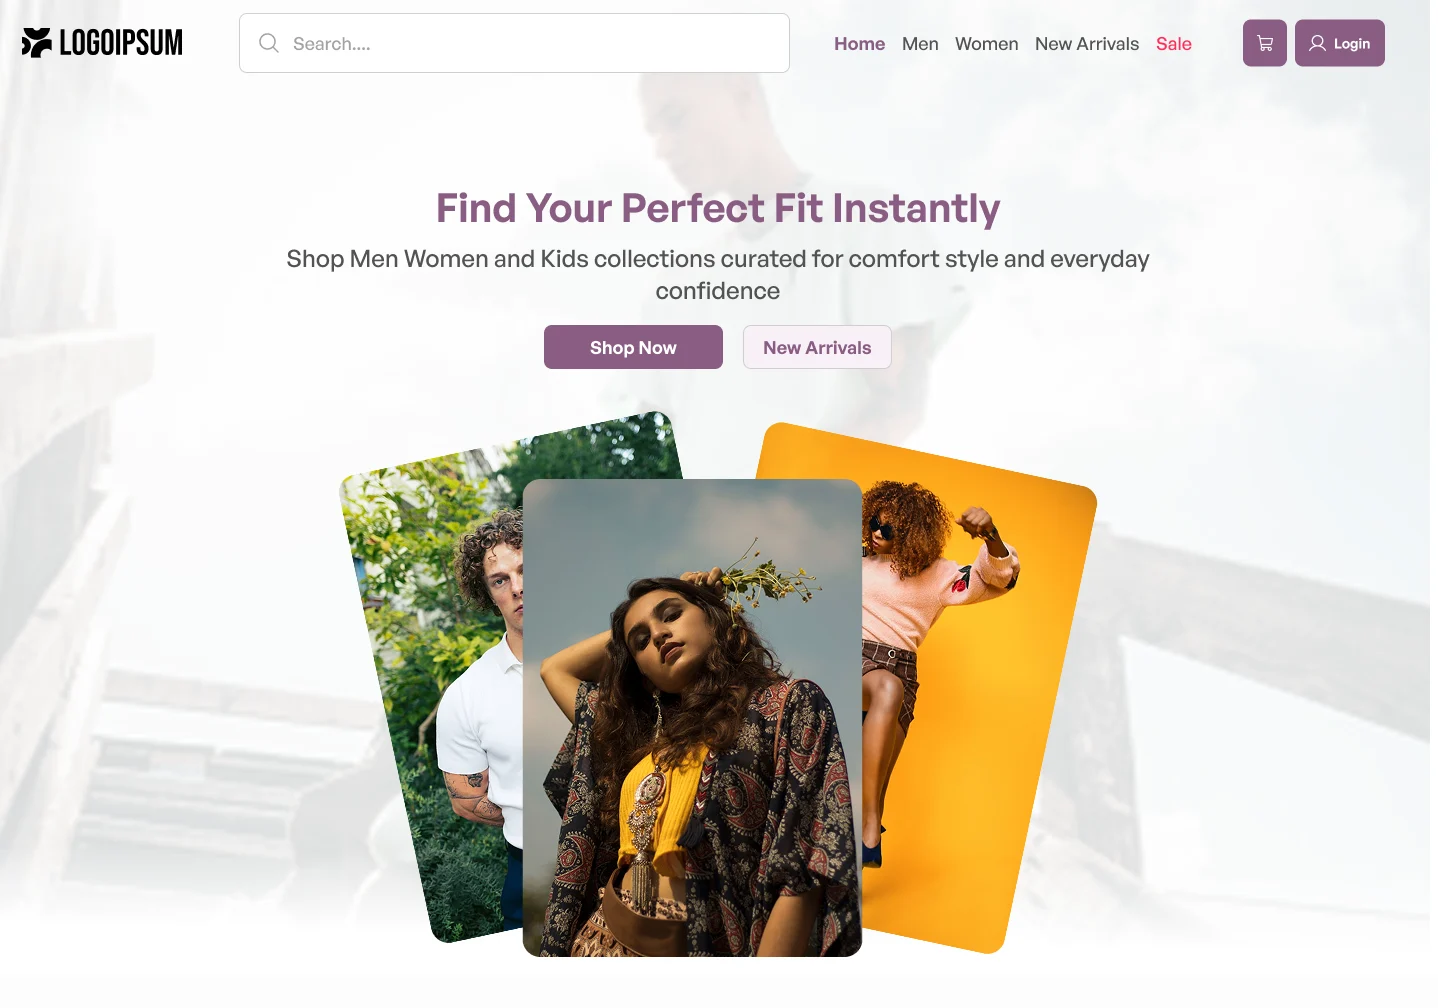 LOGOIPSUM
Search....
Home Men Women New Arrivals Sale
Login
Find Your Perfect Fit Instantly
Shop Men Women and Kids collections curated for comfort style and everyday
confidence
Shop Now
New Arrivals